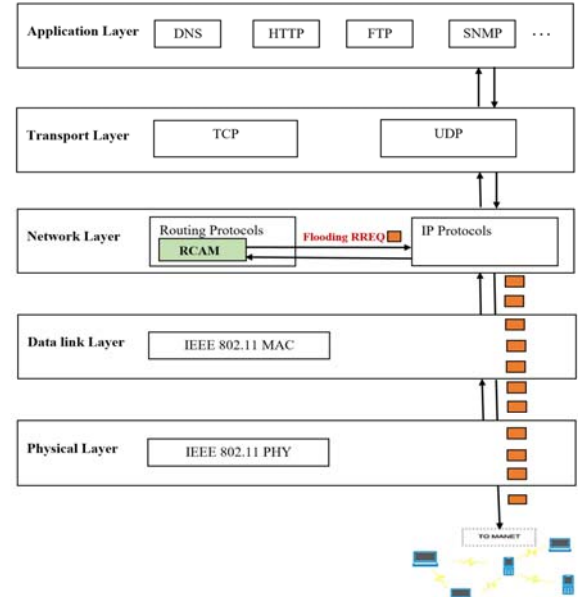 Application Layer DNS HTTP FTP SNMP ...
Transport Layer TCP UDP
Routing Protocols IP Protocols
Flooding RREQ
Network Layer RCAM
Data link Layer IEEE 802.11 MAC
Physical Layer IEEE 802.11 PHY
TO MANET